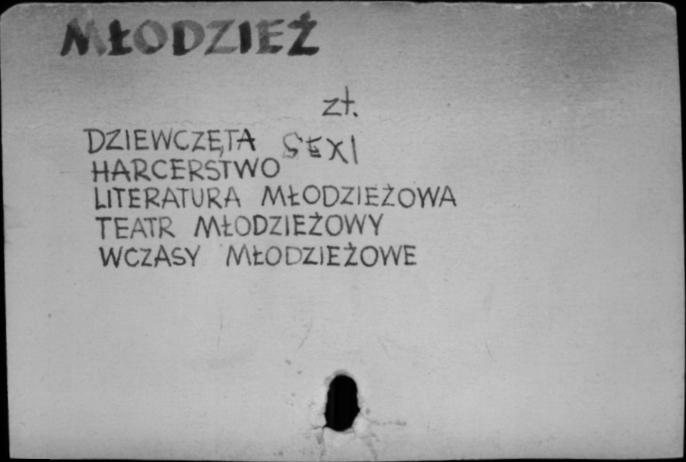 MŁODZIEŻ
zł.
DZIEWCZĘTA SEXI
HARCERSTWO
LITERATURA MŁODZIEŻOWA
TEATR MŁODZIEŻOWY
WCZASY MŁODZIEŻOWE